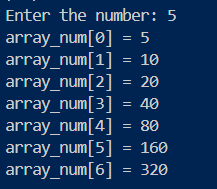 Enter the number: 5
array_num[0] = 5
array_num[1] = 10
array_num[2] = 20
array_num[3] = 40
array_num[4] = 80
array_num[5] = 160
array_num[6] = 320